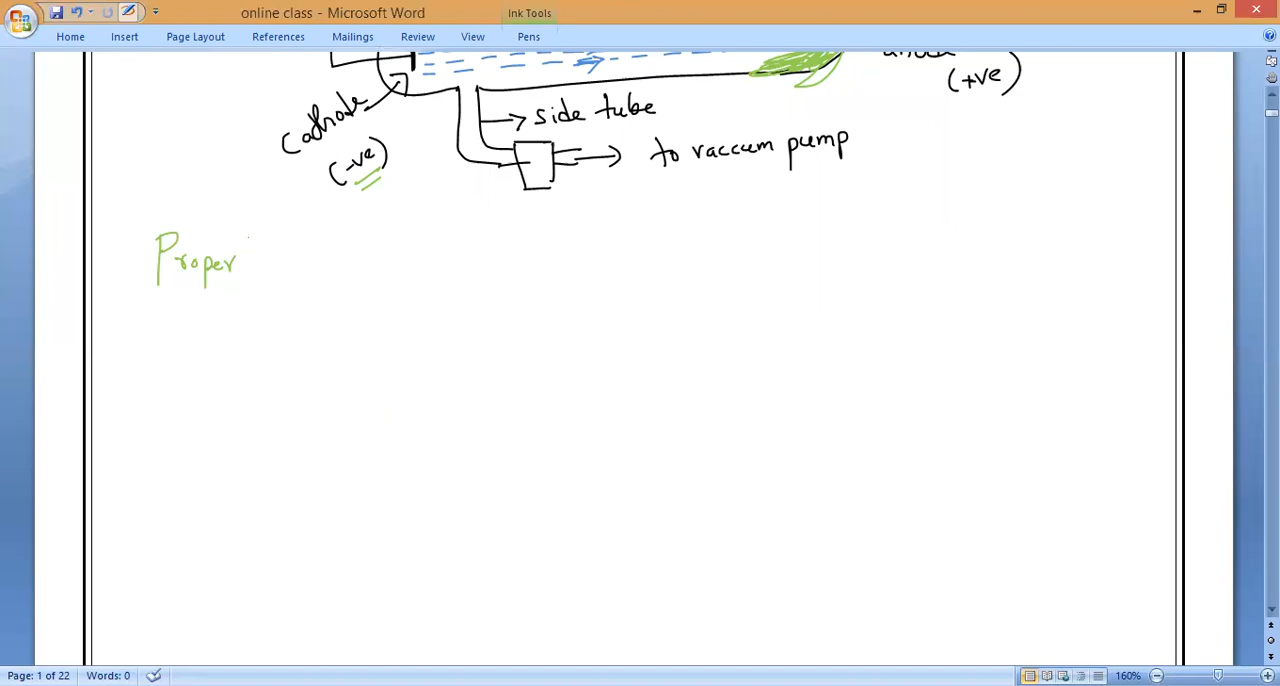 online class - Microsoft Word
Ink Tools
Home Insert Page Layout References Mailings Review View Pens
(+ve)
Cathode
(-ve)
side tube
to vaccum pump
Proper
Page: 1 of 22 Words: 0 160%